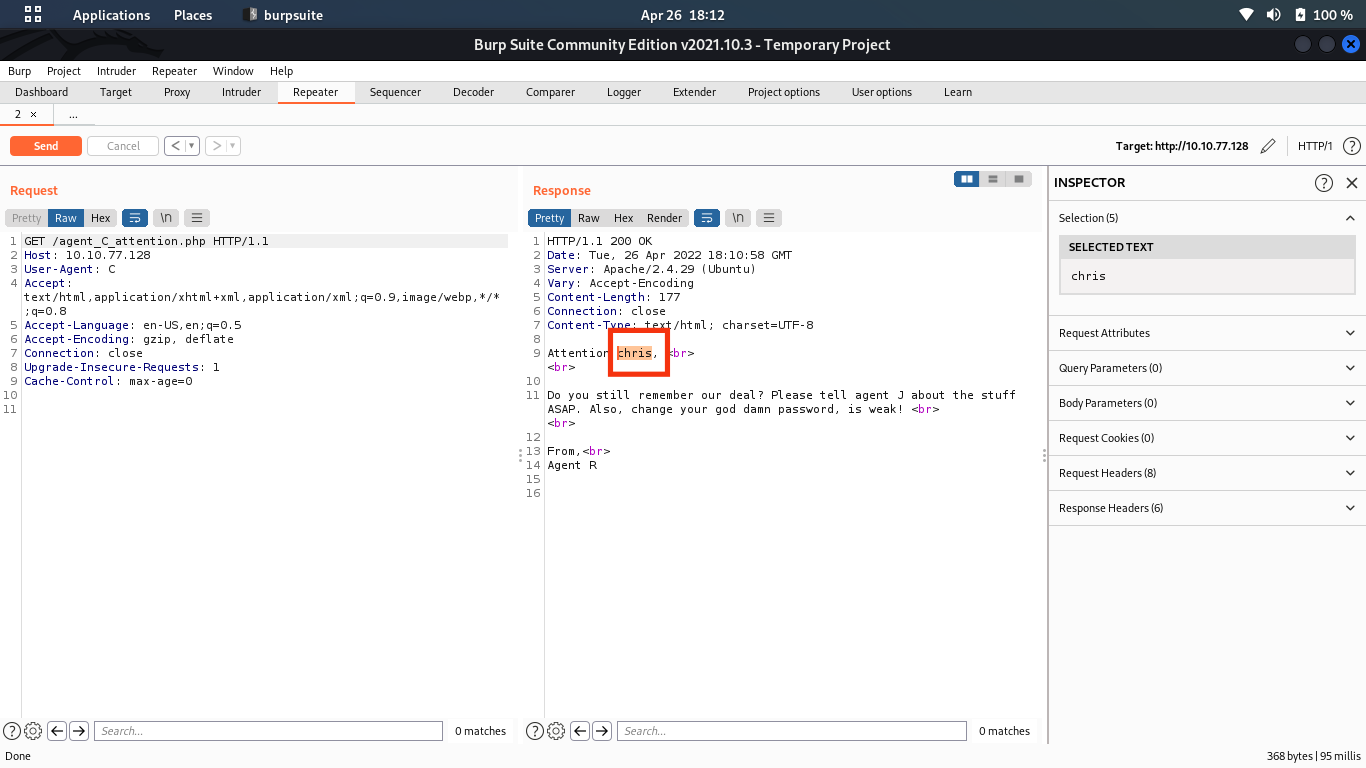 Applications Places burpsuite Apr 26 18:12 100 %
Burp Suite Community Edition v2021.10.3 - Temporary Project
Burp Project Intruder Repeater Window Help
Dashboard Target Proxy Intruder Repeater Sequencer Decoder Comparer Logger Extender Project options User options Learn
2 × ...
Send Cancel < ▾ > ▾ Target: http://10.10.77.128 HTTP/1 ?
Request
Pretty Raw Hex \n
1 GET /agent_C_attention.php HTTP/1.1
2 Host: 10.10.77.128
3 User-Agent: C
4 Accept:
text/html,application/xhtml+xml,application/xml;q=0.9,image/webp,*/*
;q=0.8
5 Accept-Language: en-US,en;q=0.5
6 Accept-Encoding: gzip, deflate
7 Connection: close
8 Upgrade-Insecure-Requests: 1
9 Cache-Control: max-age=0
10
11
Search... 0 matches
Response
Pretty Raw Hex Render \n
1 HTTP/1.1 200 OK
2 Date: Tue, 26 Apr 2022 18:10:58 GMT
3 Server: Apache/2.4.29 (Ubuntu)
4 Vary: Accept-Encoding
5 Content-Length: 177
6 Connection: close
7 Content-Type: text/html; charset=UTF-8
8
9 Attention chris, <br>
<br>
10
11 Do you still remember our deal? Please tell agent J about the stuff
ASAP. Also, change your god damn password, is weak! <br>
<br>
12
13 From,<br>
14 Agent R
15
16
Search... 0 matches
INSPECTOR ?
Selection (5)
SELECTED TEXT
chris
Request Attributes
Query Parameters (0)
Body Parameters (0)
Request Cookies (0)
Request Headers (8)
Response Headers (6)
Done 368 bytes | 95 millis